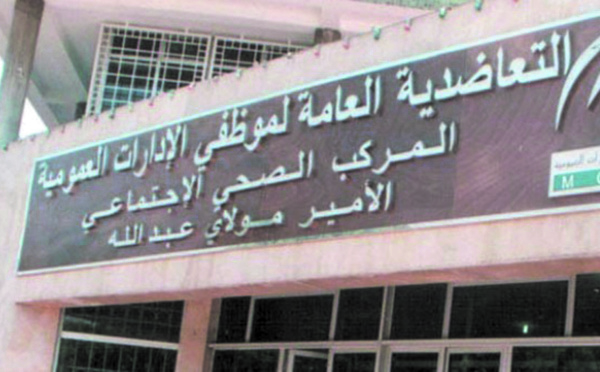 التعاضدية العامة لموظفي الإدارات العمومية
المركب الصحي الإجتماعي
الأمير مولاي عبد الله